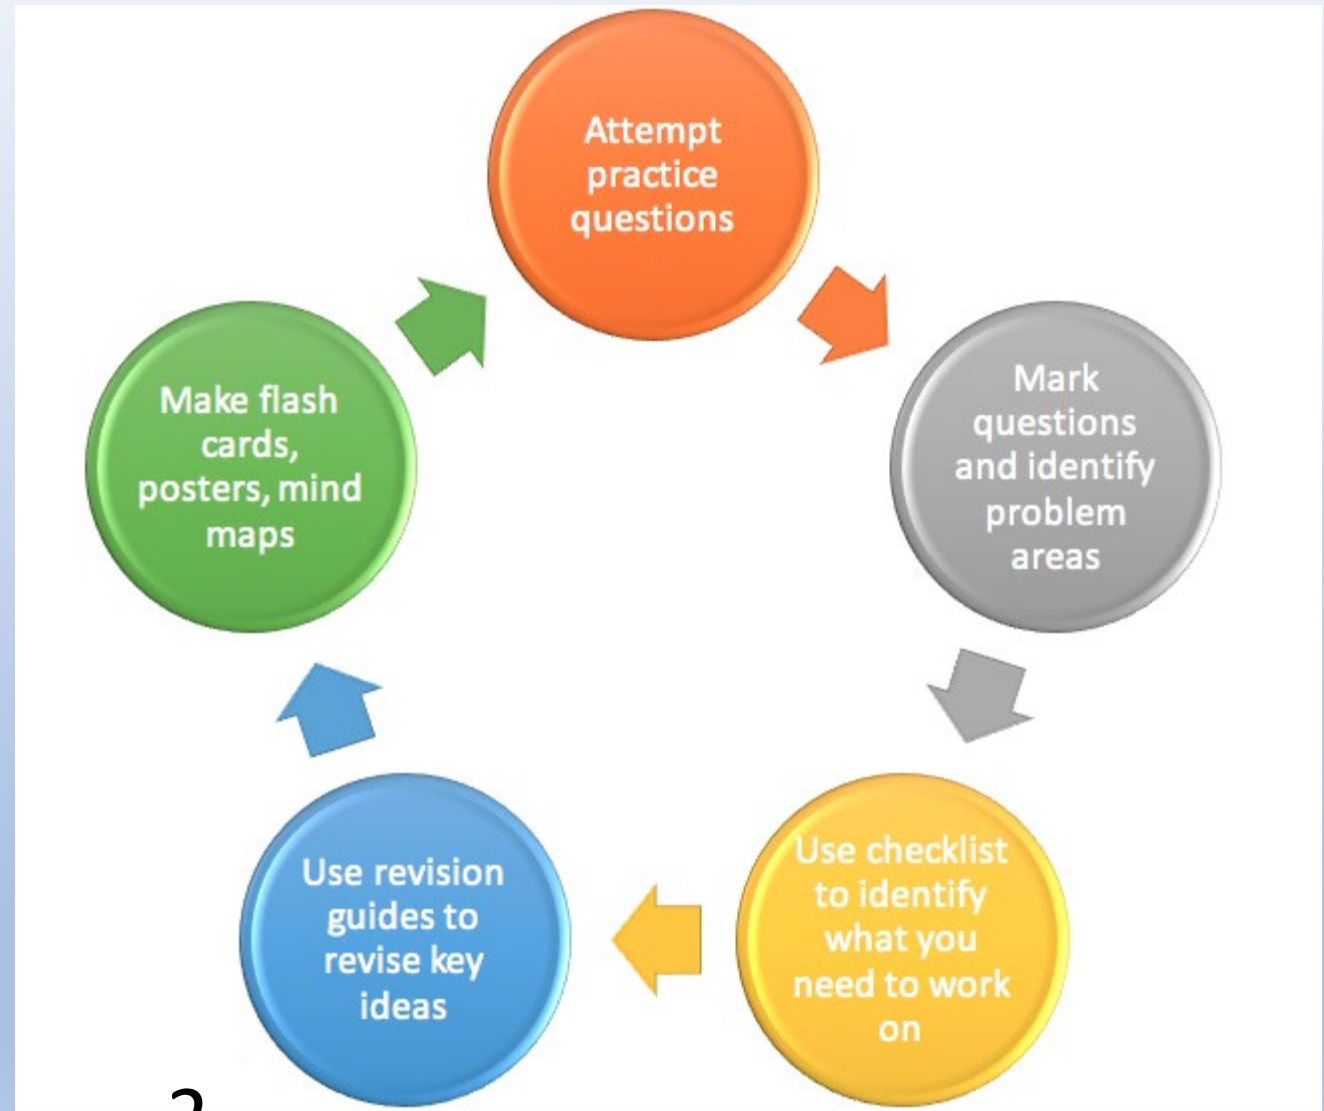 Attempt
practice
questions
Mark
questions
and identify
problem
areas
Use checklist
to identify
what you
need to work
on
Use revision
guides to
revise key
ideas
Make flash
cards,
posters, mind
maps